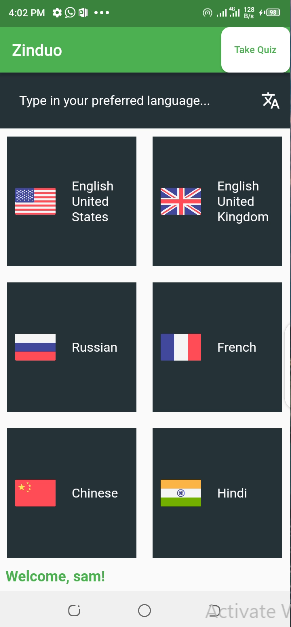 4:02 PM 4G 128 B/s 98
Zinduo
Take Quiz
Type in your preferred language...
English
United
States
English
United
Kingdom
Russian
French
Chinese
Hindi
Welcome, sam!
Activate W